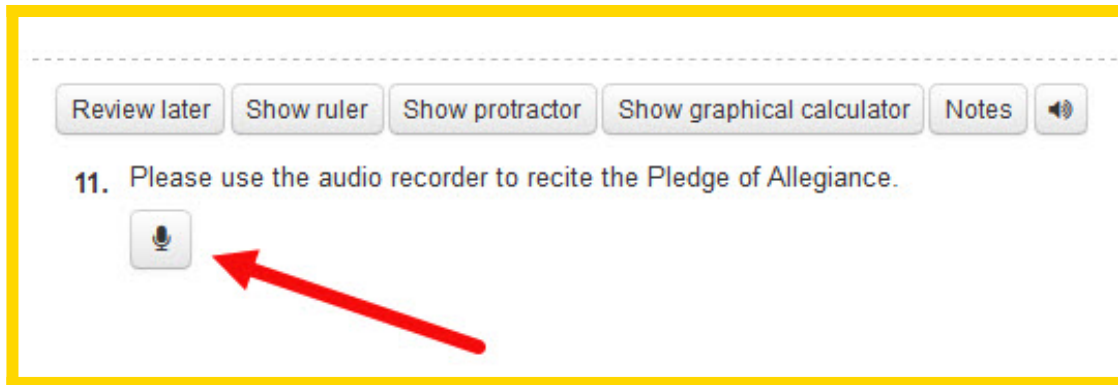 Review later Show ruler Show protractor Show graphical calculator Notes
11. Please use the audio recorder to recite the Pledge of Allegiance.